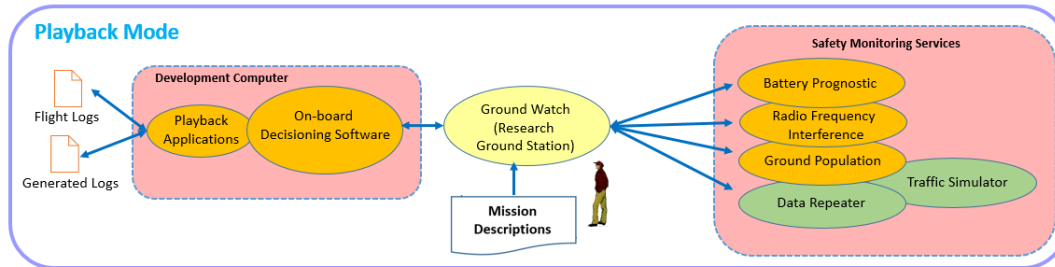 Playback Mode
Flight Logs
Generated Logs
Development Computer
Playback
Applications
On-board
Decisioning Software
Ground Watch
(Research
Ground Station)
Mission
Descriptions
Safety Monitoring Services
Battery Prognostic
Radio Frequency
Interference
Ground Population
Traffic Simulator
Data Repeater